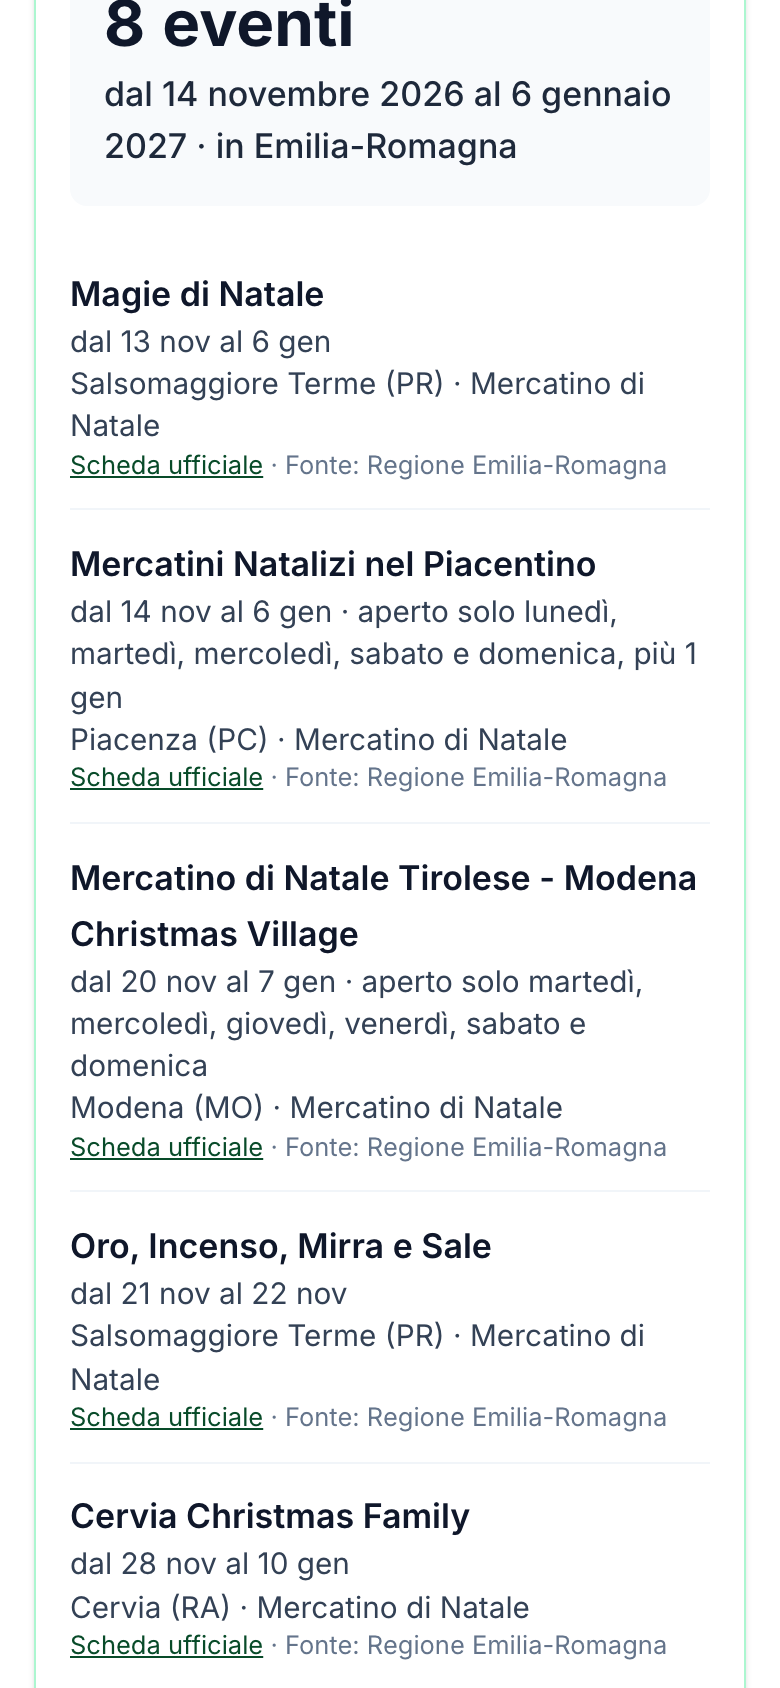 8 eventi
dal 14 novembre 2026 al 6 gennaio
2027 · in Emilia-Romagna
Magie di Natale
dal 13 nov al 6 gen
Salsomaggiore Terme (PR) · Mercatino di
Natale
Scheda ufficiale · Fonte: Regione Emilia-Romagna
Mercatini Natalizi nel Piacentino
dal 14 nov al 6 gen · aperto solo lunedì,
martedì, mercoledì, sabato e domenica, più 1
gen
Piacenza (PC) · Mercatino di Natale
Scheda ufficiale · Fonte: Regione Emilia-Romagna
Mercatino di Natale Tirolese - Modena
Christmas Village
dal 20 nov al 7 gen · aperto solo martedì,
mercoledì, giovedì, venerdì, sabato e
domenica
Modena (MO) · Mercatino di Natale
Scheda ufficiale · Fonte: Regione Emilia-Romagna
Oro, Incenso, Mirra e Sale
dal 21 nov al 22 nov
Salsomaggiore Terme (PR) · Mercatino di
Natale
Scheda ufficiale · Fonte: Regione Emilia-Romagna
Cervia Christmas Family
dal 28 nov al 10 gen
Cervia (RA) · Mercatino di Natale
Scheda ufficiale · Fonte: Regione Emilia-Romagna